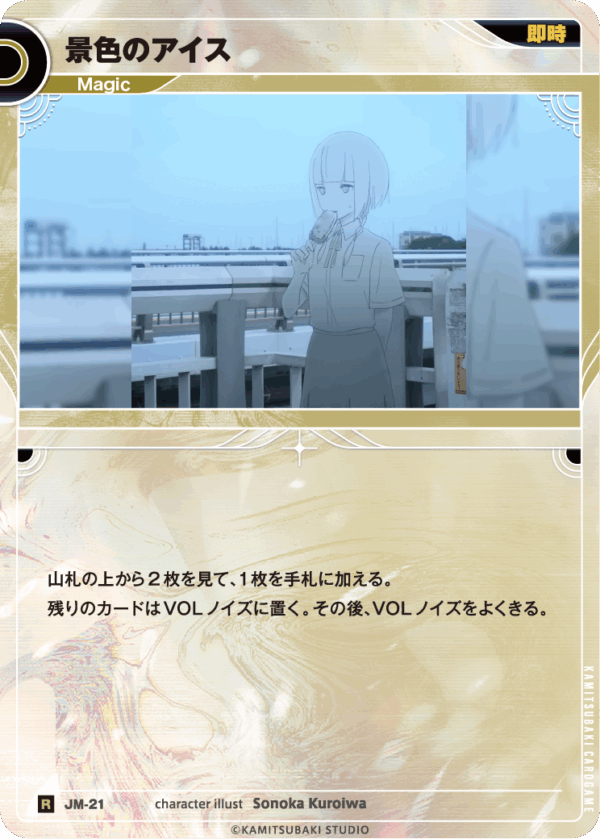 景色のアイス
即時
Magic
山札の上から2枚を見て、1枚を手札に加える。
残りのカードはVOLノイズに置く。その後、VOLノイズをよくきる。
KAMITSUBAKI CARDGAME
R JM-21 character illust Sonoka Kuroiwa
©KAMITSUBAKI STUDIO